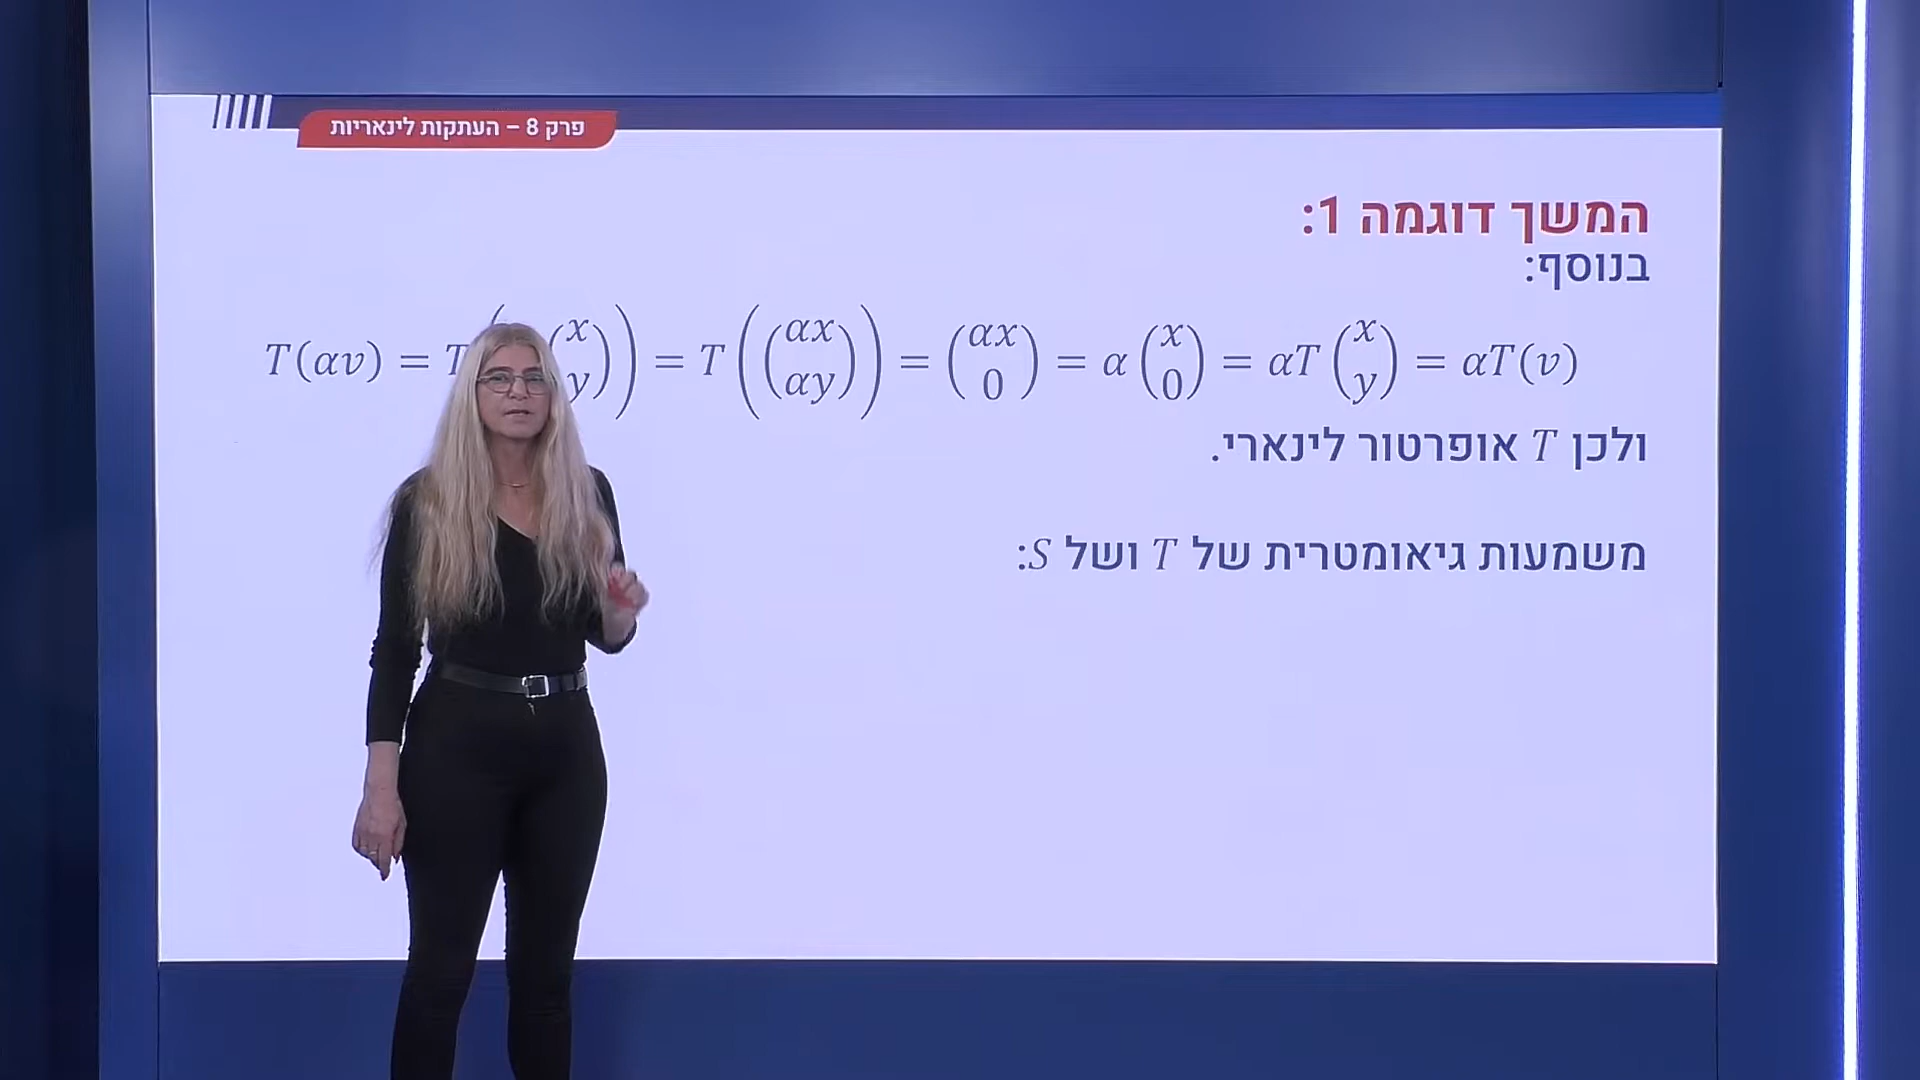 פרק 8 – העתקות לינאריות
המשך דוגמה 1:
בנוסף:
T(αv) = T( (x y)) = T((αx αy)) = (αx 0) = α(x 0) = αT(x y) = αT(v)
ולכן T אופרטור לינארי.
משמעות גיאומטרית של T ושל S: